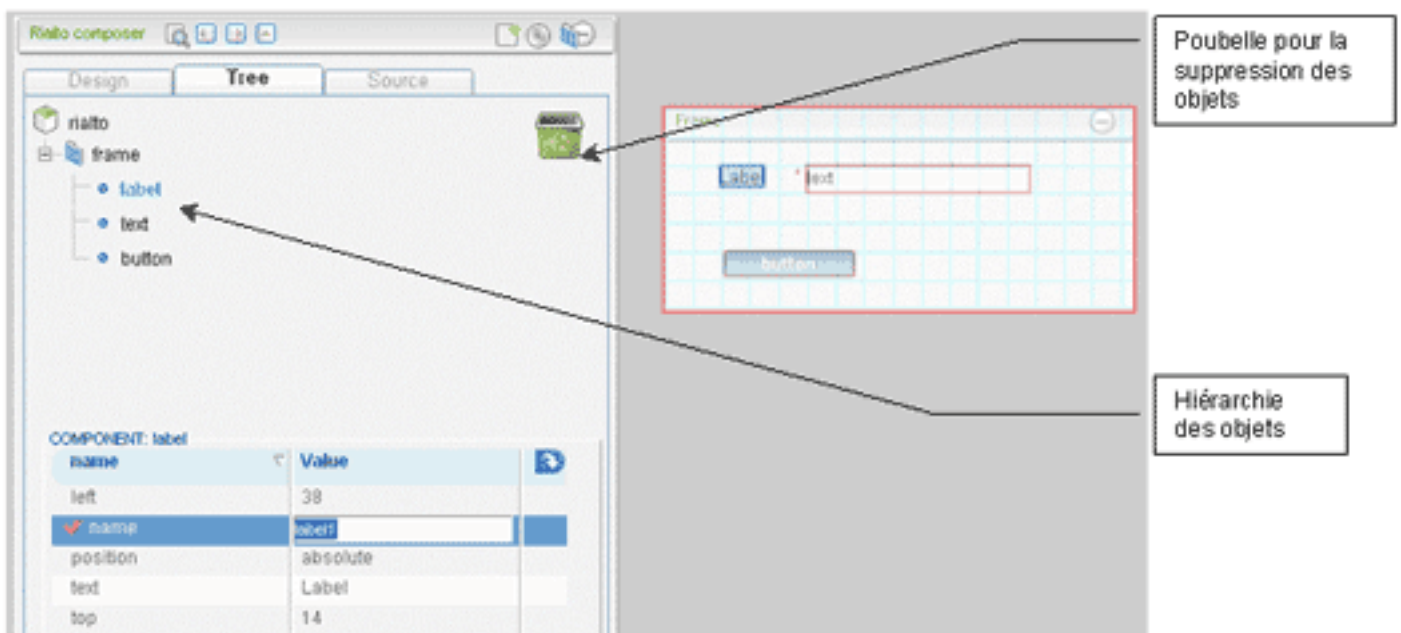 Rialto composer
Design Tree Source
rialto
frame
label
text
button
COMPONENT: label
name Value
left 38
name label1
position absolute
text Label
top 14
Frame
Label * text
button
Poubelle pour la
suppression des
objets
Hiérarchie
des objets